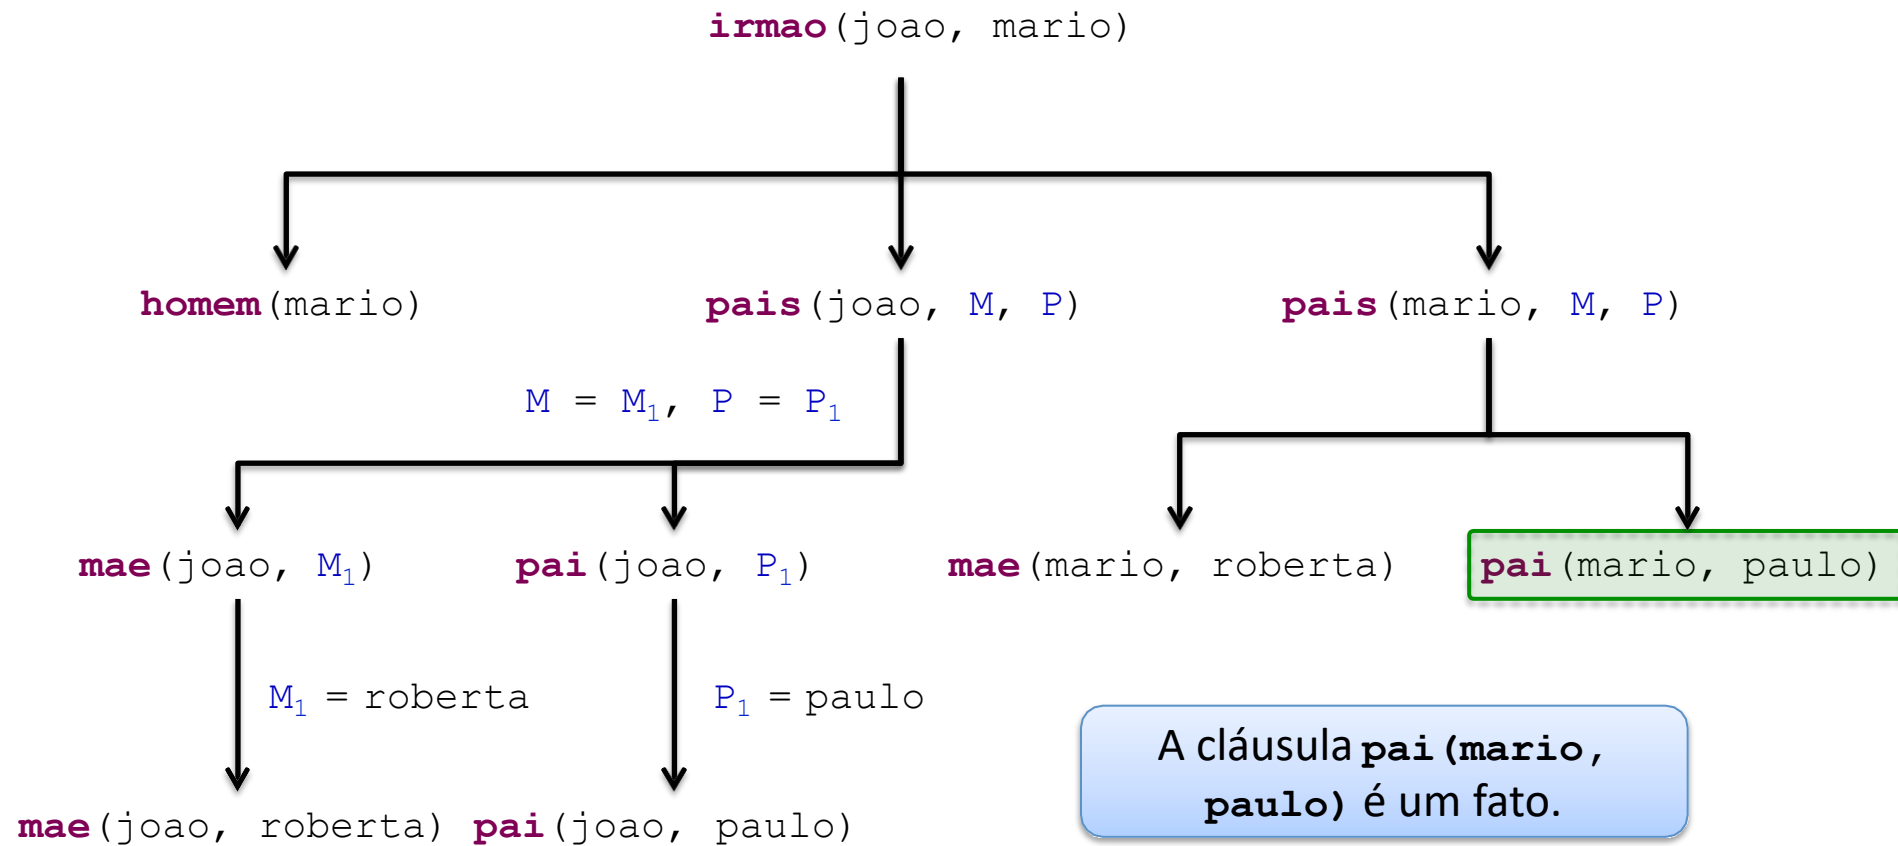 irmao(joao, mario)
homem(mario) pais(joao, M, P) pais(mario, M, P)
M = M₁, P = P₁
mae(joao, M₁) pai(joao, P₁) mae(mario, roberta) pai(mario, paulo)
M₁ = roberta P₁ = paulo
A cláusula pai(mario,
paulo) é um fato.
mae(joao, roberta) pai(joao, paulo)